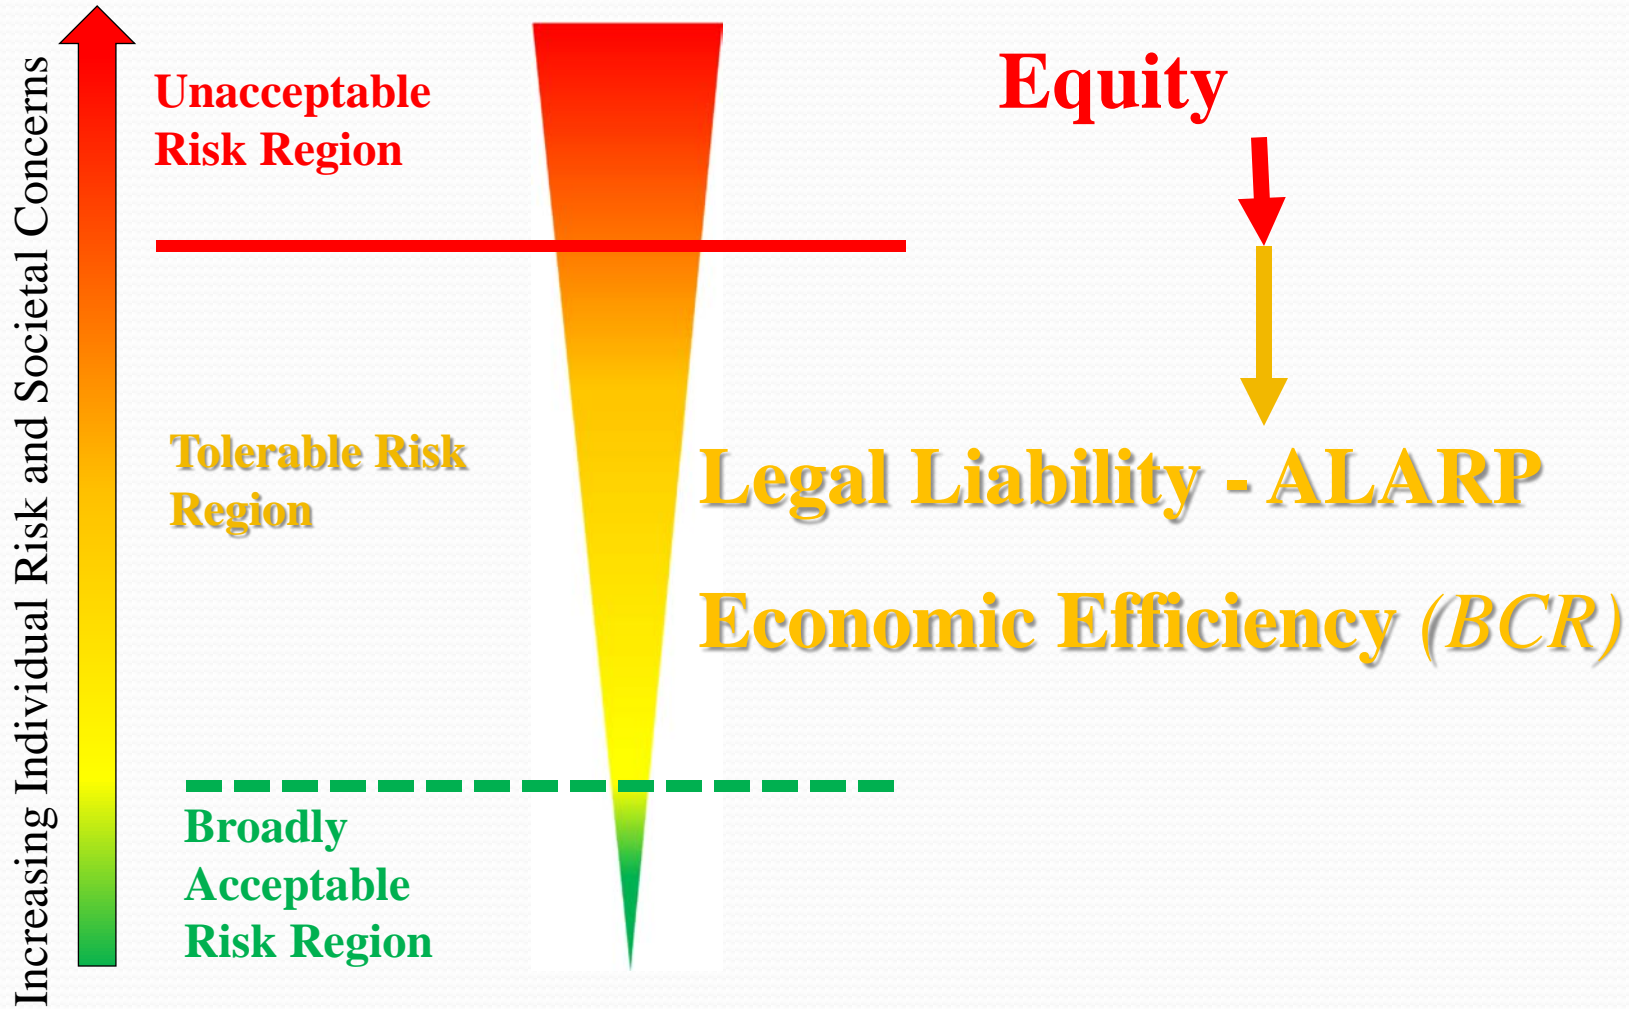 Increasing Individual Risk and Societal Concerns
Unacceptable
Risk Region
Equity
Tolerable Risk
Region
Legal Liability - ALARP
Economic Efficiency (BCR)
Broadly
Acceptable
Risk Region